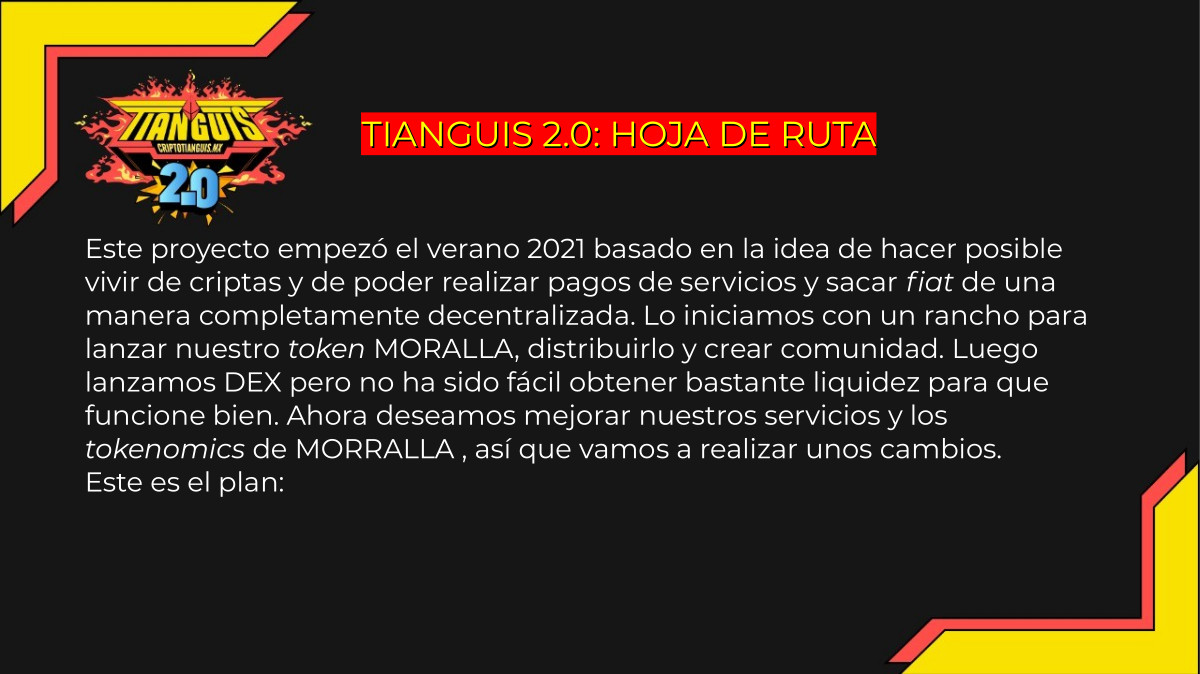 TIANGUIS
CRIPTOTIANGUIS.MX
2.0
TIANGUIS 2.0: HOJA DE RUTA
Este proyecto empezó el verano 2021 basado en la idea de hacer posible
vivir de criptas y de poder realizar pagos de servicios y sacar fiat de una
manera completamente decentralizada. Lo iniciamos con un rancho para
lanzar nuestro token MORALLA, distribuirlo y crear comunidad. Luego
lanzamos DEX pero no ha sido fácil obtener bastante liquidez para que
funcione bien. Ahora deseamos mejorar nuestros servicios y los
tokenomics de MORRALLA , así que vamos a realizar unos cambios.
Este es el plan: